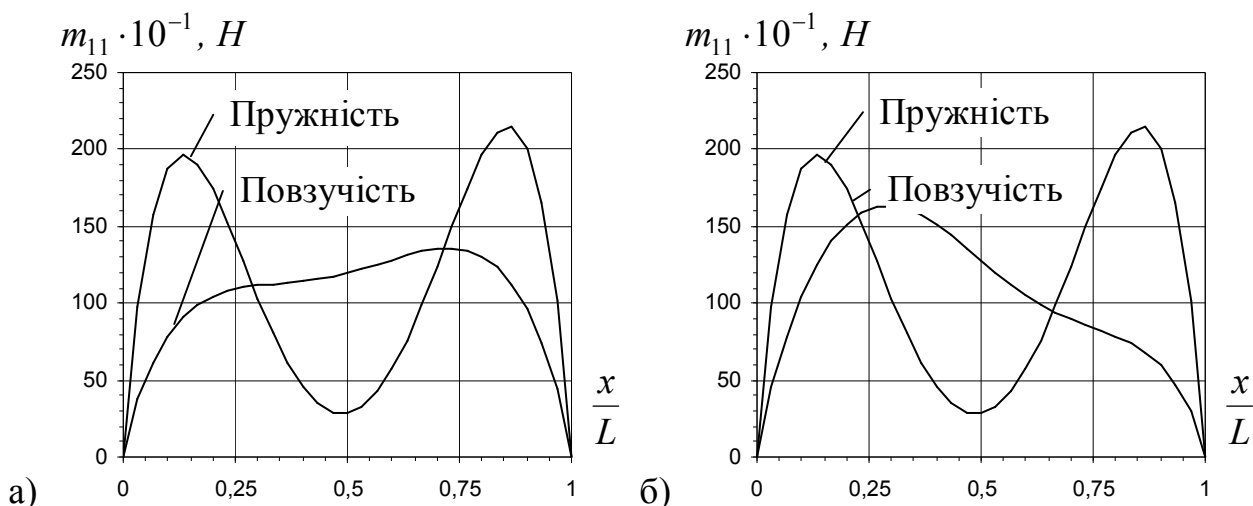 m₁₁ · 10⁻¹, H
250
200
150
100
50
0
0
0,25
0,5
0,75
1
Пружність
Повзучість
x
L
а)
m₁₁ · 10⁻¹, H
250
200
150
100
50
0
0
0,25
0,5
0,75
1
Пружність
Повзучість
x
L
б)